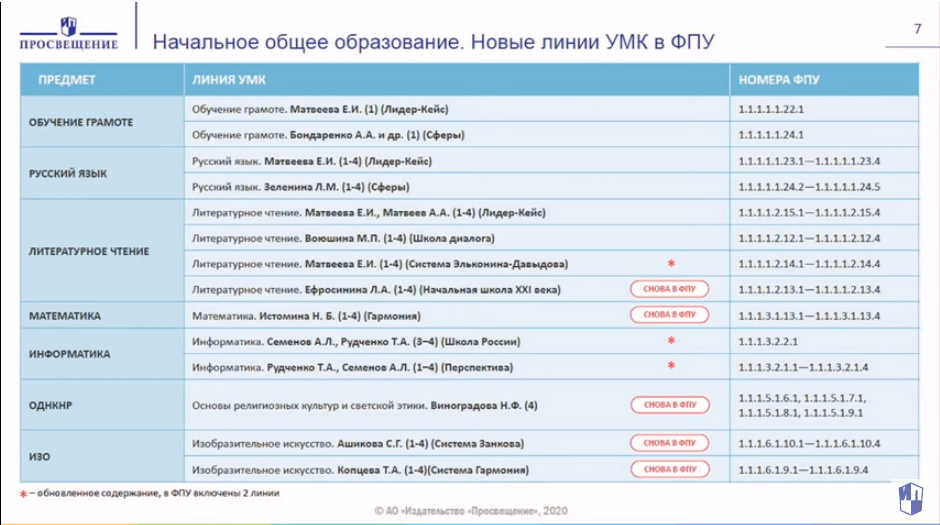 ПРОСВЕЩЕНИЕ
Начальное общее образование. Новые линии УМК в ФПУ
7
ПРЕДМЕТ ЛИНИЯ УМК НОМЕРА ФПУ
ОБУЧЕНИЕ ГРАМОТЕ
Обучение грамоте. Матвеева Е.И. (1) (Лидер-Кейс) 1.1.1.1.1.22.1
Обучение грамоте. Бондаренко А.А. и др. (1) (Сферы) 1.1.1.1.1.24.1
РУССКИЙ ЯЗЫК
Русский язык. Матвеева Е.И. (1-4) (Лидер-Кейс) 1.1.1.1.1.23.1—1.1.1.1.1.23.4
Русский язык. Зеленина Л.М. (1-4) (Сферы) 1.1.1.1.1.24.2—1.1.1.1.1.24.5
ЛИТЕРАТУРНОЕ ЧТЕНИЕ
Литературное чтение. Матвеева Е.И., Матвеев А.А. (1-4) (Лидер-Кейс) 1.1.1.1.2.15.1—1.1.1.1.2.15.4
Литературное чтение. Воюшина М.П. (1-4) (Школа диалога) 1.1.1.1.2.12.1—1.1.1.1.2.12.4
Литературное чтение. Матвеева Е.И. (1-4) (Система Эльконина-Давыдова) * 1.1.1.1.2.14.1—1.1.1.1.2.14.4
Литературное чтение. Ефросинина Л.А. (1-4) (Начальная школа XXI века) СНОВА В ФПУ 1.1.1.1.2.13.1—1.1.1.1.2.13.4
МАТЕМАТИКА Математика. Истомина Н. Б. (1-4) (Гармония) СНОВА В ФПУ 1.1.1.3.1.13.1—1.1.1.3.1.13.4
ИНФОРМАТИКА
Информатика. Семенов А.Л., Рудченко Т.А. (3–4) (Школа России) * 1.1.1.3.2.2.1
Информатика. Рудченко Т.А., Семенов А.Л. (1–4) (Перспектива) * 1.1.1.3.2.1.1—1.1.1.3.2.1.4
ОДНКНР Основы религиозных культур и светской этики. Виноградова Н.Ф. (4) СНОВА В ФПУ 1.1.1.5.1.6.1, 1.1.1.5.1.7.1,
1.1.1.5.1.8.1, 1.1.1.5.1.9.1
ИЗО
Изобразительное искусство. Ашикова С.Г. (1-4) (Система Занкова) СНОВА В ФПУ 1.1.1.6.1.10.1—1.1.1.6.1.10.4
Изобразительное искусство. Копцева Т.А. (1-4)(Система Гармония) СНОВА В ФПУ 1.1.1.6.1.9.1—1.1.1.6.1.9.4
* – обновленное содержание, в ФПУ включены 2 линии
© АО «Издательство «Просвещение», 2020